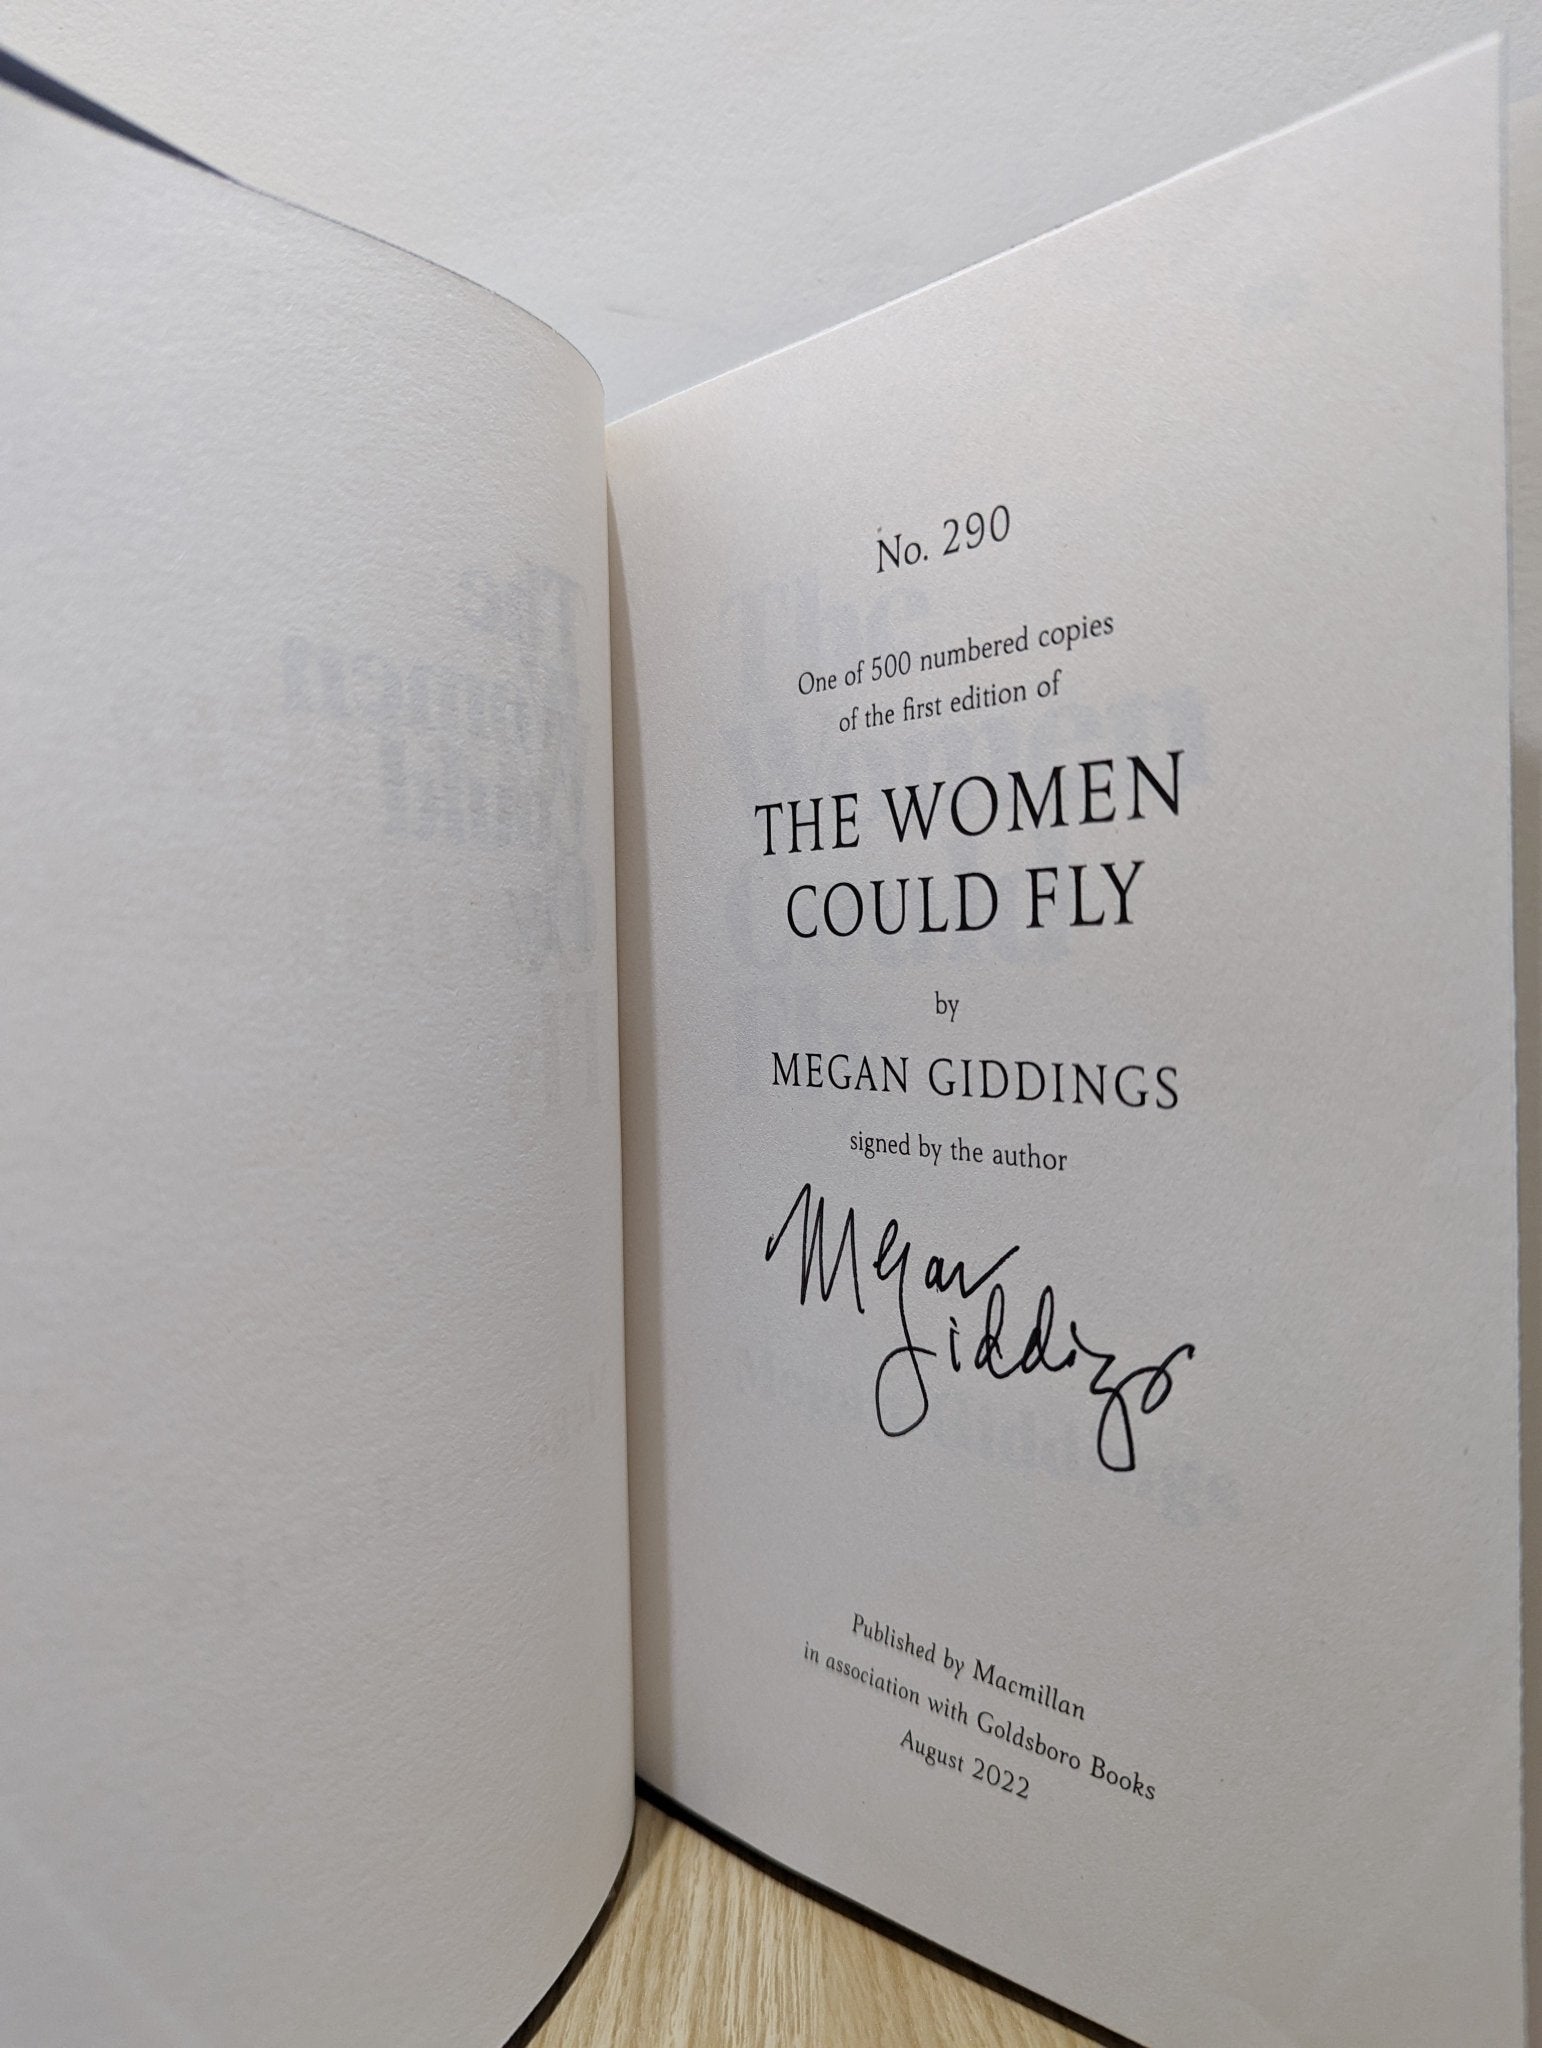 No. 290
One of 500 numbered copies
of the first edition of
THE WOMEN
COULD FLY
by
MEGAN GIDDINGS
signed by the author
Megan
Giddings
Published by Macmillan
in association with Goldsboro Books
August 2022